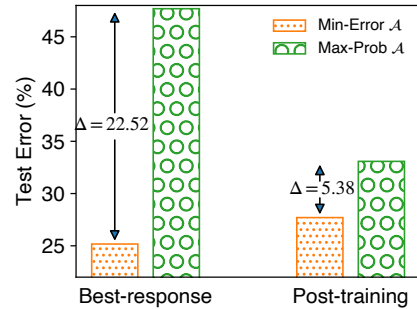 Min-Error 𝒜
Max-Prob 𝒜
Test Error (%)
45
40
35
30
25
Δ = 22.52
Δ = 5.38
Best-response
Post-training